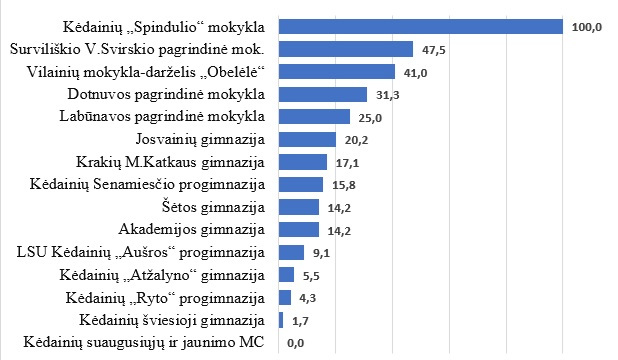 Kėdainių „Spindulio“ mokykla 100,0
Surviliškio V.Svirskio pagrindinė mok. 47,5
Vilainių mokykla-darželis „Obelėlė“ 41,0
Dotnuvos pagrindinė mokykla 31,3
Labūnavos pagrindinė mokykla 25,0
Josvainių gimnazija 20,2
Krakių M.Katkaus gimnazija 17,1
Kėdainių Senamiesčio progimnazija 15,8
Šėtos gimnazija 14,2
Akademijos gimnazija 14,2
LSU Kėdainių „Aušros“ progimnazija 9,1
Kėdainių „Atžalyno“ gimnazija 5,5
Kėdainių „Ryto“ progimnazija 4,3
Kėdainių šviesioji gimnazija 1,7
Kėdainių suaugusiųjų ir jaunimo MC 0,0